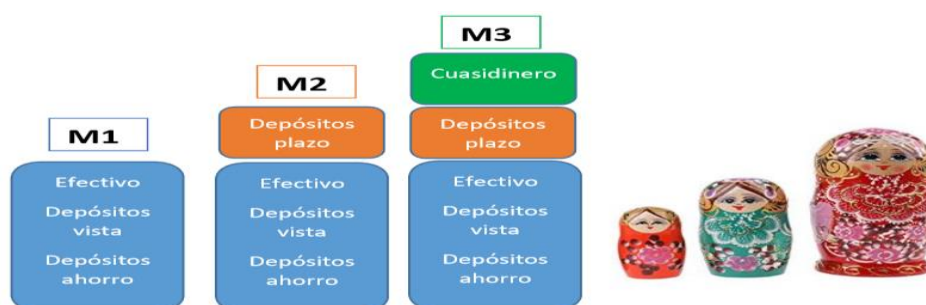 M1
Efectivo
Depósitos
vista
Depósitos
ahorro
M2
Depósitos
plazo
Efectivo
Depósitos
vista
Depósitos
ahorro
M3
Cuasidinero
Depósitos
plazo
Efectivo
Depósitos
vista
Depósitos
ahorro